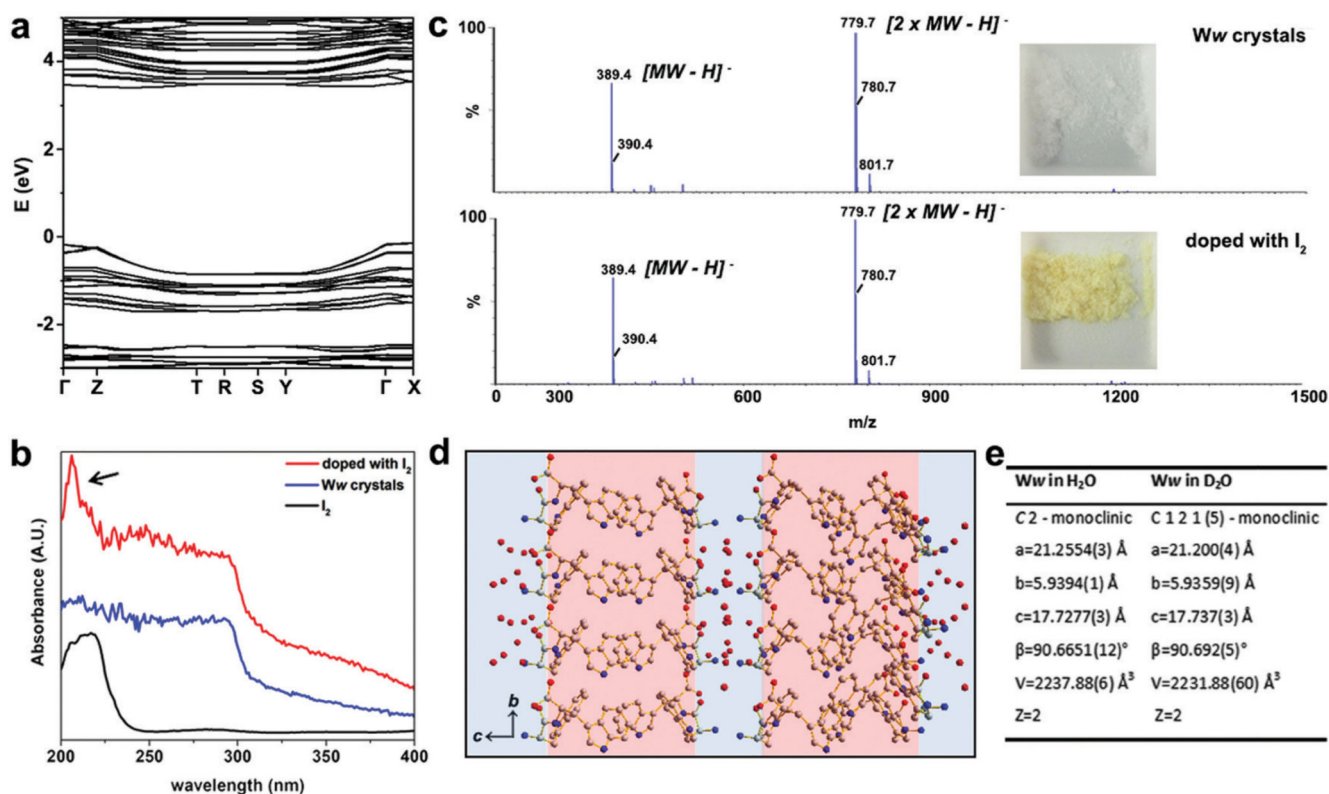 a
4
2
0
-2
E (eV)
Γ Z T R S Y Γ X
b
doped with I₂
Ww crystals
I₂
Absorbance (A.U.)
200 250 300 350 400
wavelength (nm)
c
100
%
389.4
[MW - H]⁻
390.4
779.7
[2 x MW - H]⁻
780.7
801.7
Ww crystals
100
%
389.4
[MW - H]⁻
390.4
779.7
[2 x MW - H]⁻
780.7
801.7
doped with I₂
300 600 900 1200 1500
m/z
d
b
c
e
Ww in H₂O Ww in D₂O
C 2 - monoclinic C 1 2 1 (5) - monoclinic
a=21.2554(3) Å a=21.200(4) Å
b=5.9394(1) Å b=5.9359(9) Å
c=17.7277(3) Å c=17.737(3) Å
β=90.6651(12)° β=90.692(5)°
V=2237.88(6) Å³ V=2231.88(60) Å³
Z=2 Z=2